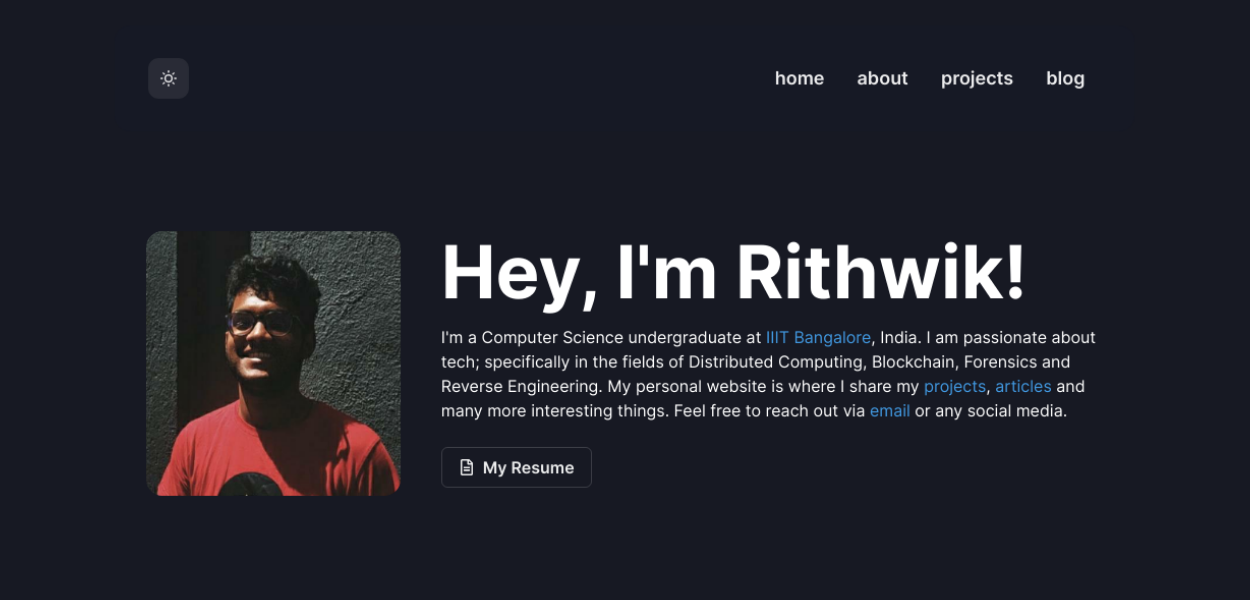 home about projects blog
Hey, I'm Rithwik!
I'm a Computer Science undergraduate at IIIT Bangalore, India. I am passionate about
tech; specifically in the fields of Distributed Computing, Blockchain, Forensics and
Reverse Engineering. My personal website is where I share my projects, articles and
many more interesting things. Feel free to reach out via email or any social media.
My Resume